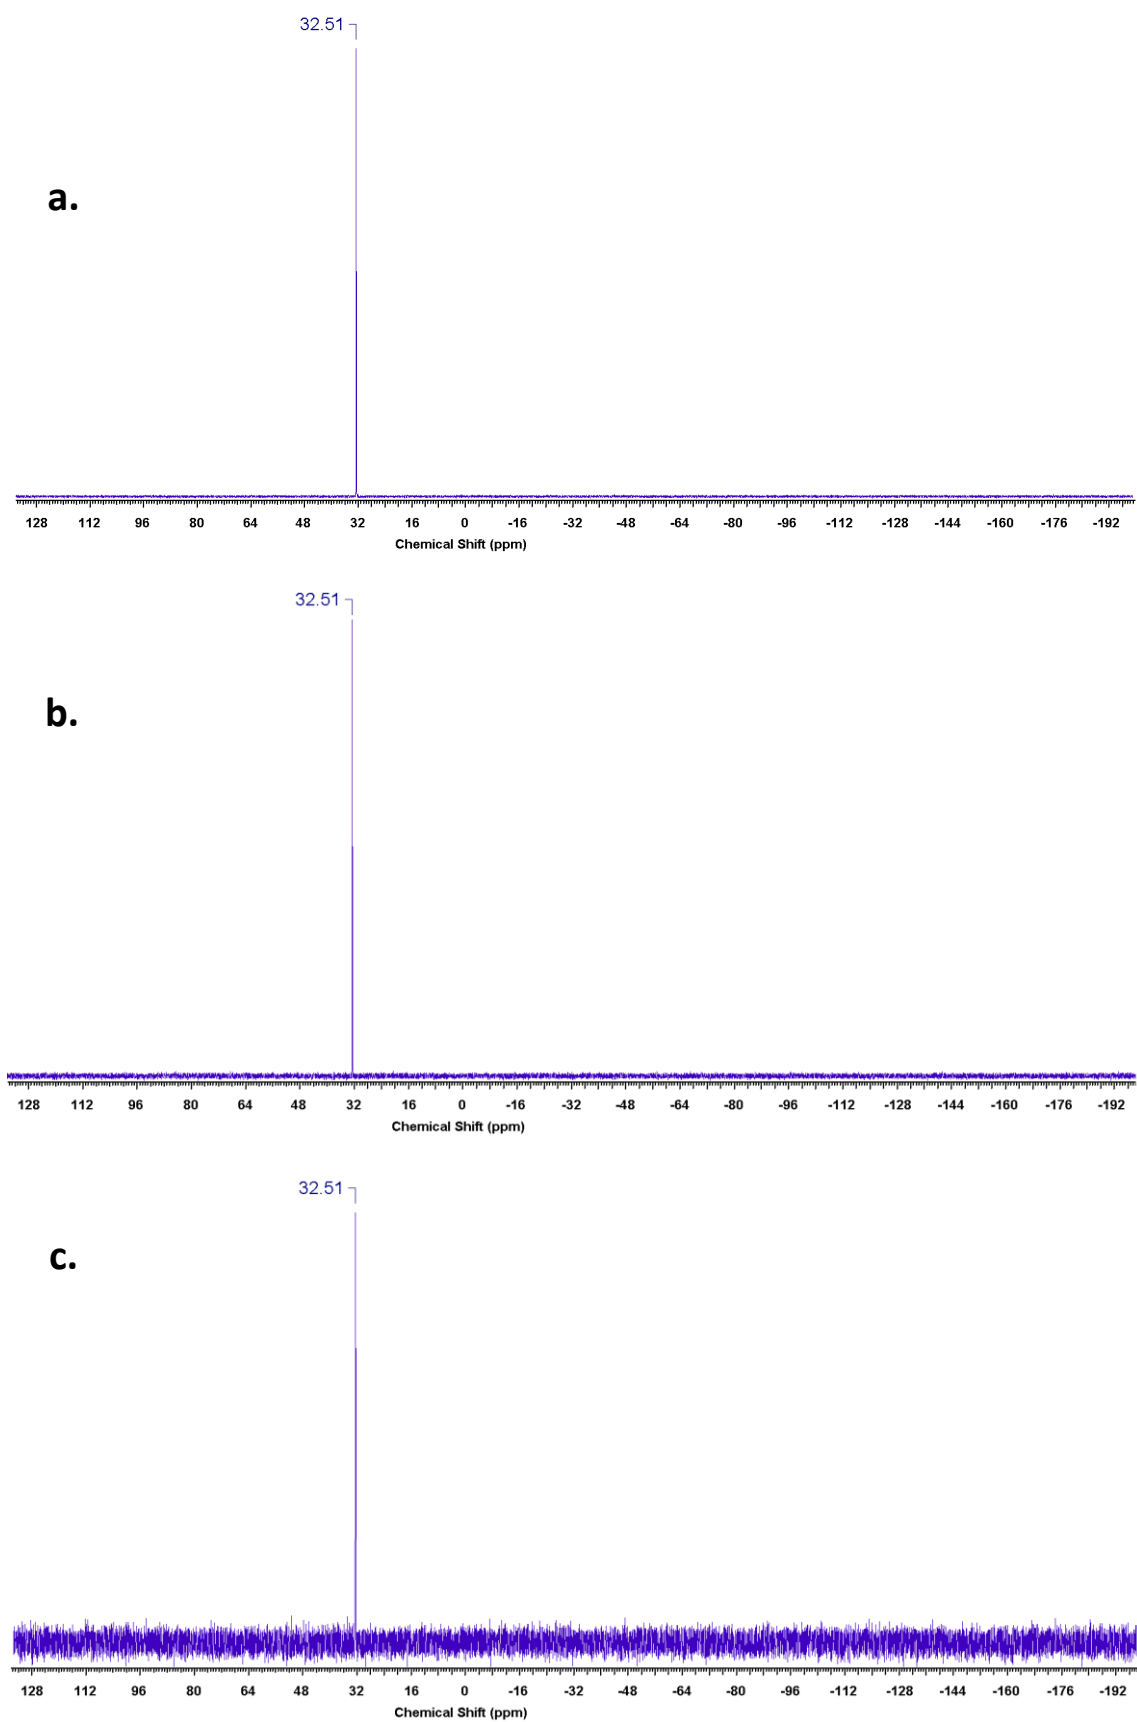 32.51
a.
128 112 96 80 64 48 32 16 0 -16 -32 -48 -64 -80 -96 -112 -128 -144 -160 -176 -192
Chemical Shift (ppm)
32.51
b.
128 112 96 80 64 48 32 16 0 -16 -32 -48 -64 -80 -96 -112 -128 -144 -160 -176 -192
Chemical Shift (ppm)
32.51
c.
128 112 96 80 64 48 32 16 0 -16 -32 -48 -64 -80 -96 -112 -128 -144 -160 -176 -192
Chemical Shift (ppm)